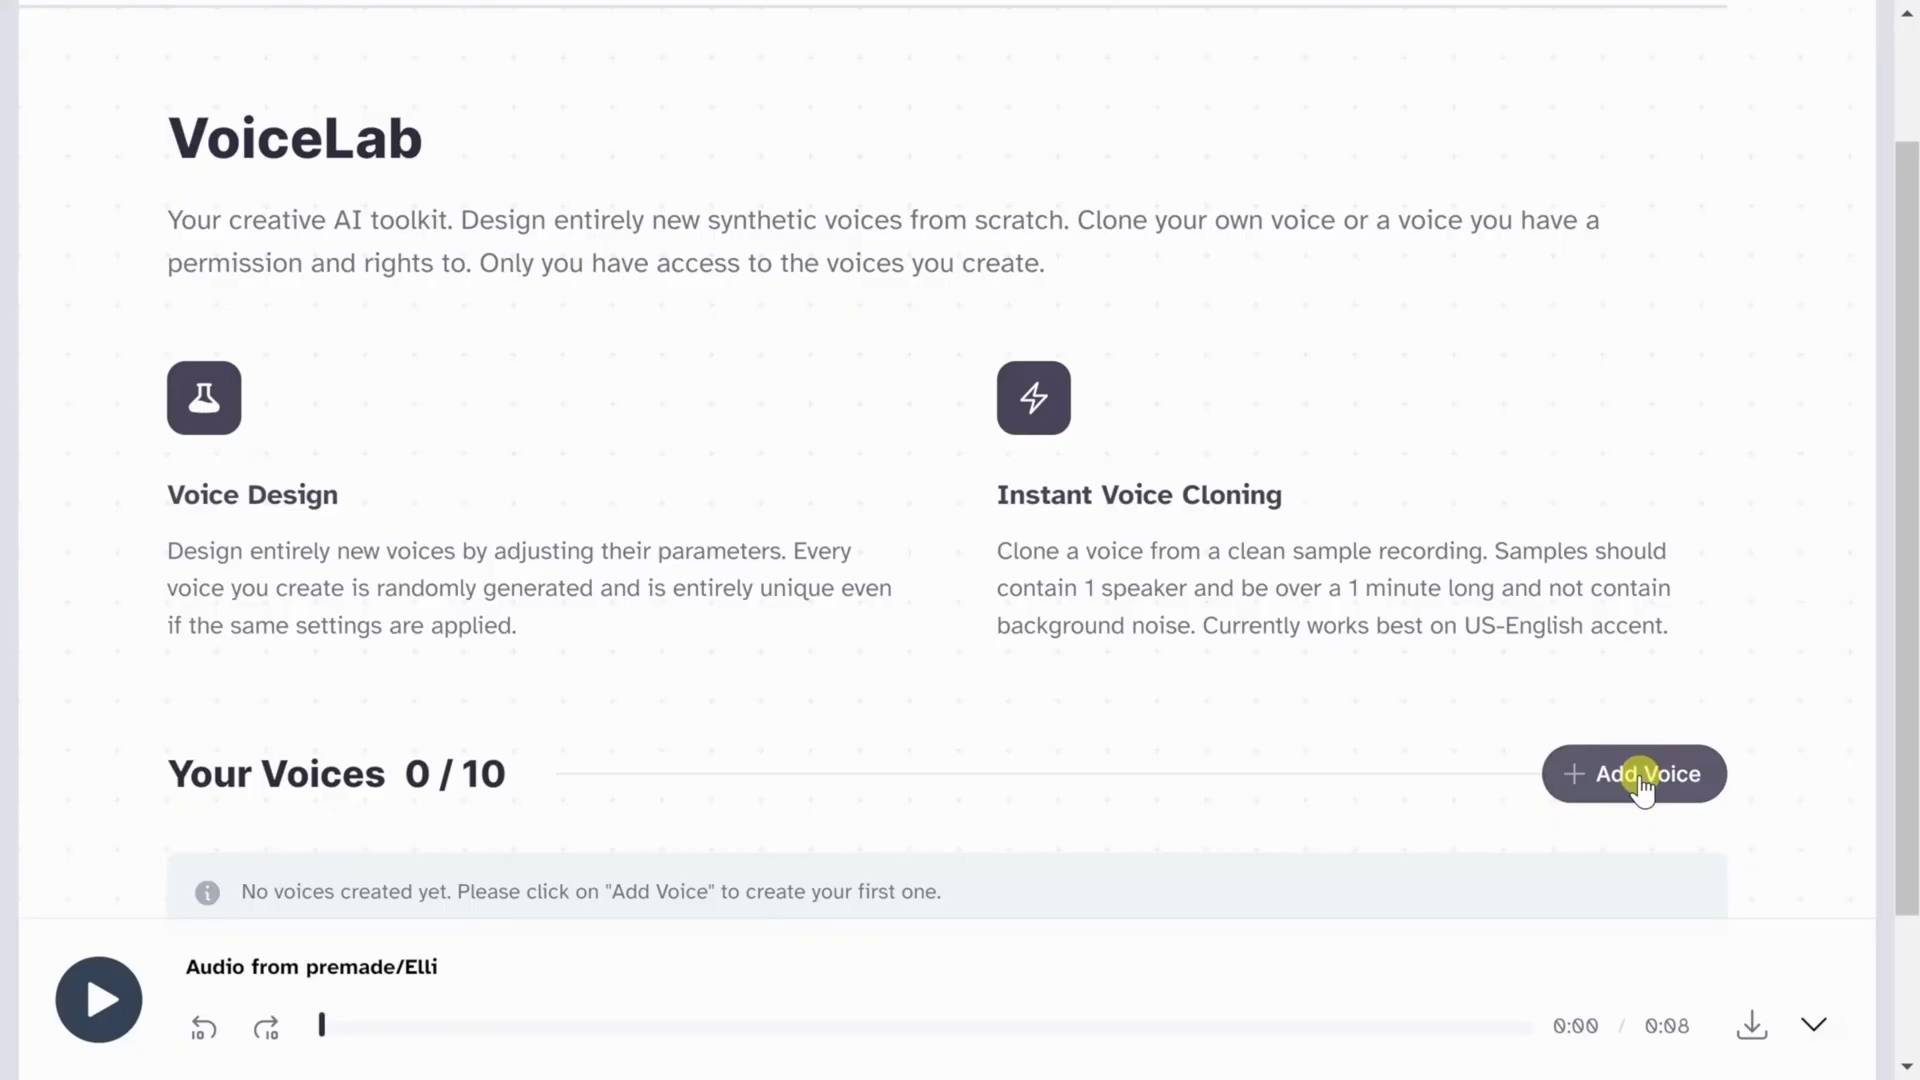 VoiceLab
Your creative AI toolkit. Design entirely new synthetic voices from scratch. Clone your own voice or a voice you have a
permission and rights to. Only you have access to the voices you create.
Voice Design
Design entirely new voices by adjusting their parameters. Every
voice you create is randomly generated and is entirely unique even
if the same settings are applied.
Instant Voice Cloning
Clone a voice from a clean sample recording. Samples should
contain 1 speaker and be over a 1 minute long and not contain
background noise. Currently works best on US-English accent.
Your Voices 0 / 10
+ Add Voice
No voices created yet. Please click on "Add Voice" to create your first one.
Audio from premade/Elli
10 10 0:00 / 0:08